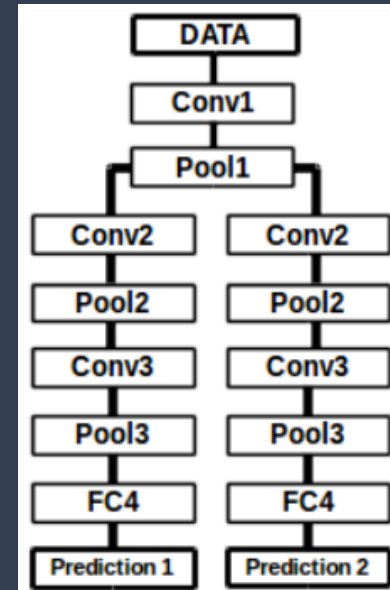 DATA
Conv1
Pool1
Conv2 Conv2
Pool2 Pool2
Conv3 Conv3
Pool3 Pool3
FC4 FC4
Prediction 1 Prediction 2